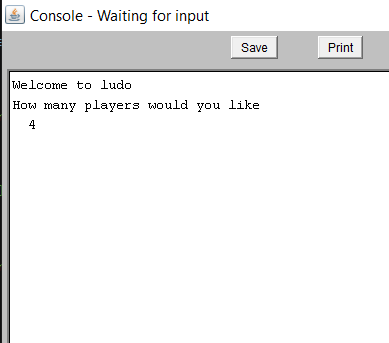 Console - Waiting for input
Save Print
Welcome to ludo
How many players would you like
4